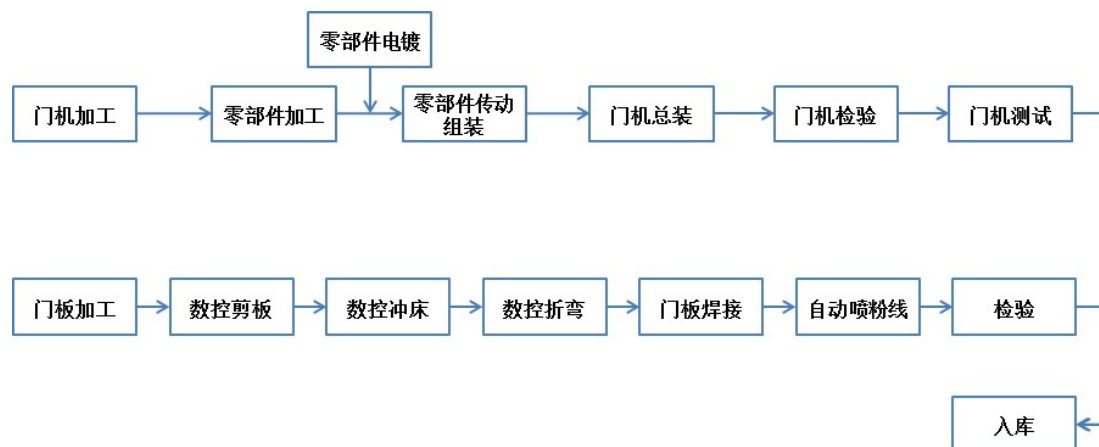 零部件电镀
门机加工
零部件加工
零部件传动
组装
门机总装
门机检验
门机测试
门板加工
数控剪板
数控冲床
数控折弯
门板焊接
自动喷粉线
检验
入库